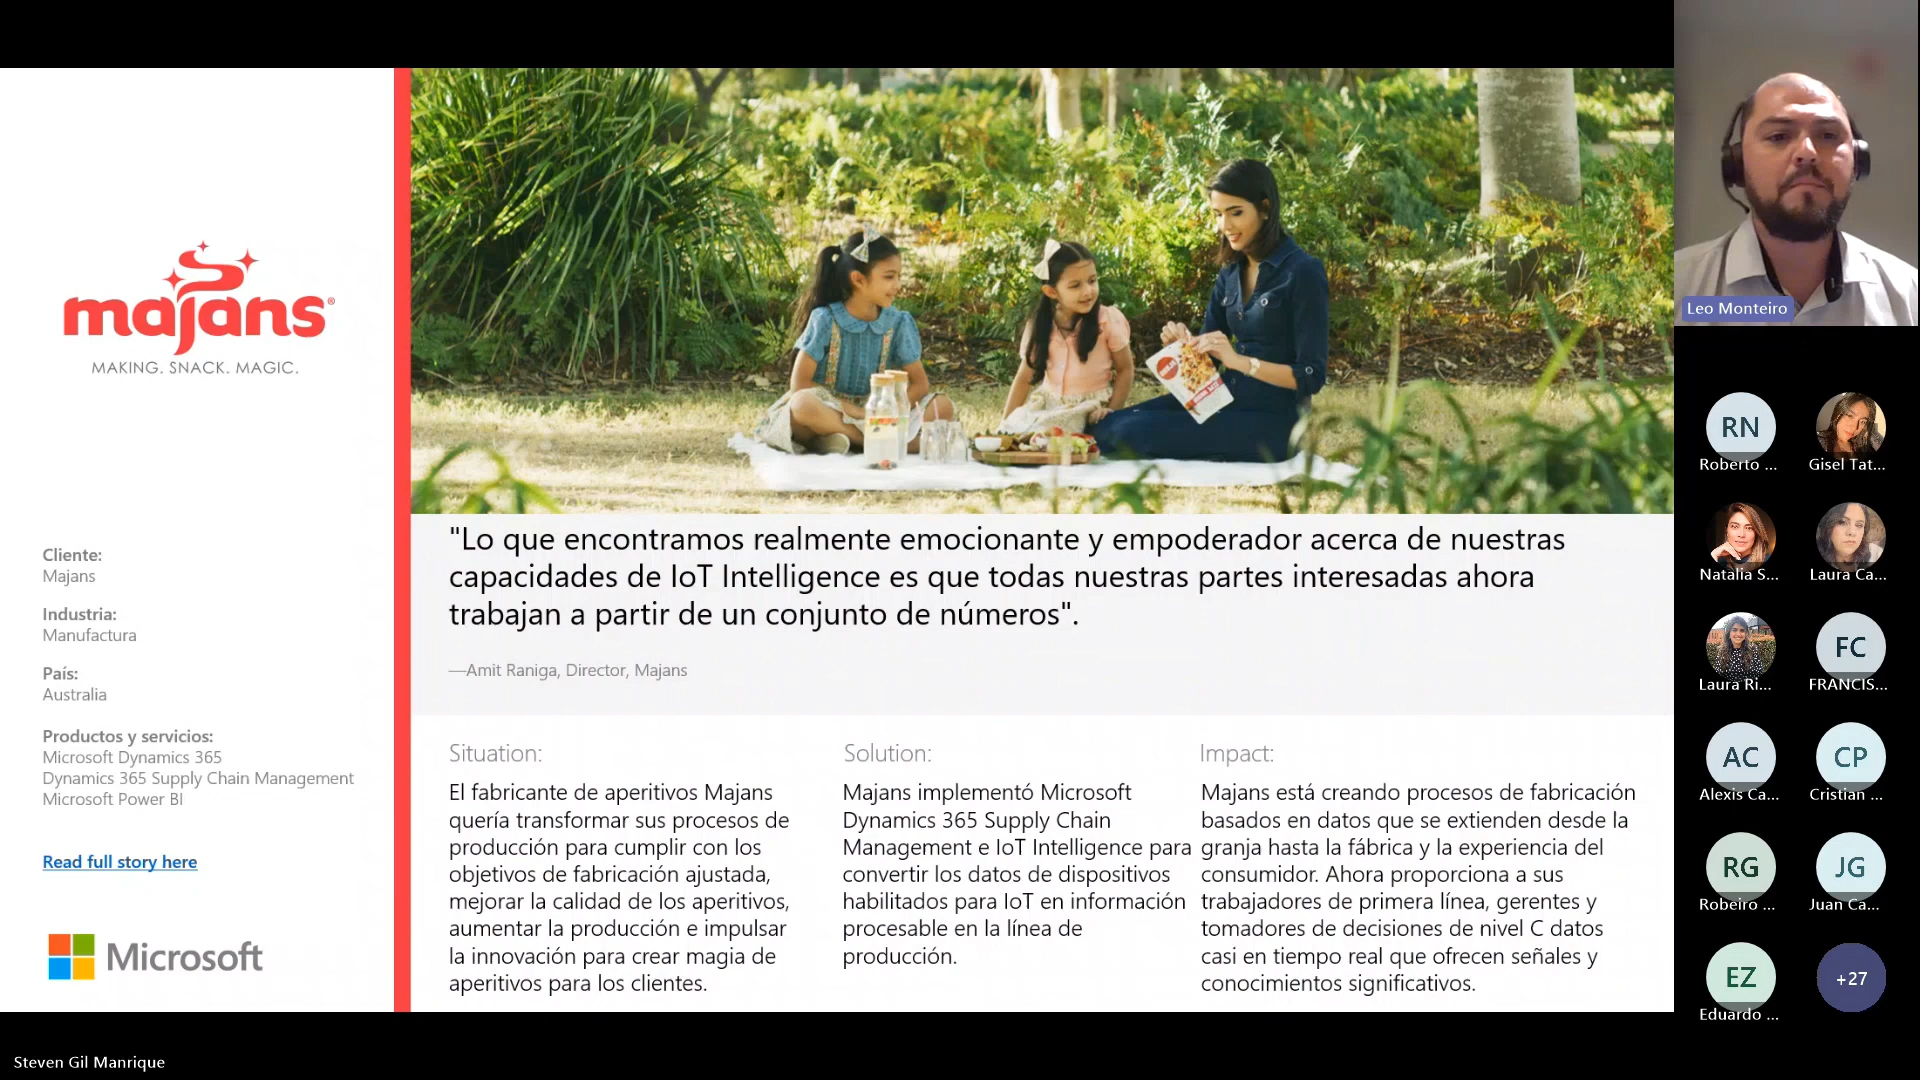 majans®
MAKING. SNACK. MAGIC.
Cliente:
Majans
Industria:
Manufactura
País:
Australia
Productos y servicios:
Microsoft Dynamics 365
Dynamics 365 Supply Chain Management
Microsoft Power BI
Read full story here
Microsoft
"Lo que encontramos realmente emocionante y empoderador acerca de nuestras
capacidades de IoT Intelligence es que todas nuestras partes interesadas ahora
trabajan a partir de un conjunto de números".
—Amit Raniga, Director, Majans
Situation:
El fabricante de aperitivos Majans
quería transformar sus procesos de
producción para cumplir con los
objetivos de fabricación ajustada,
mejorar la calidad de los aperitivos,
aumentar la producción e impulsar
la innovación para crear magia de
aperitivos para los clientes.
Solution:
Majans implementó Microsoft
Dynamics 365 Supply Chain
Management e IoT Intelligence para
convertir los datos de dispositivos
habilitados para IoT en información
procesable en la línea de
producción.
Impact:
Majans está creando procesos de fabricación
basados en datos que se extienden desde la
granja hasta la fábrica y la experiencia del
consumidor. Ahora proporciona a sus
trabajadores de primera línea, gerentes y
tomadores de decisiones de nivel C datos
casi en tiempo real que ofrecen señales y
conocimientos significativos.
Leo Monteiro
RN
Roberto ...
Gisel Tat...
Natalia S...
Laura Ca...
Laura Ri...
FC
FRANCIS...
AC
Alexis Ca...
CP
Cristian ...
RG
Robeiro ...
JG
Juan Ca...
EZ
Eduardo ...
+27
Steven Gil Manrique